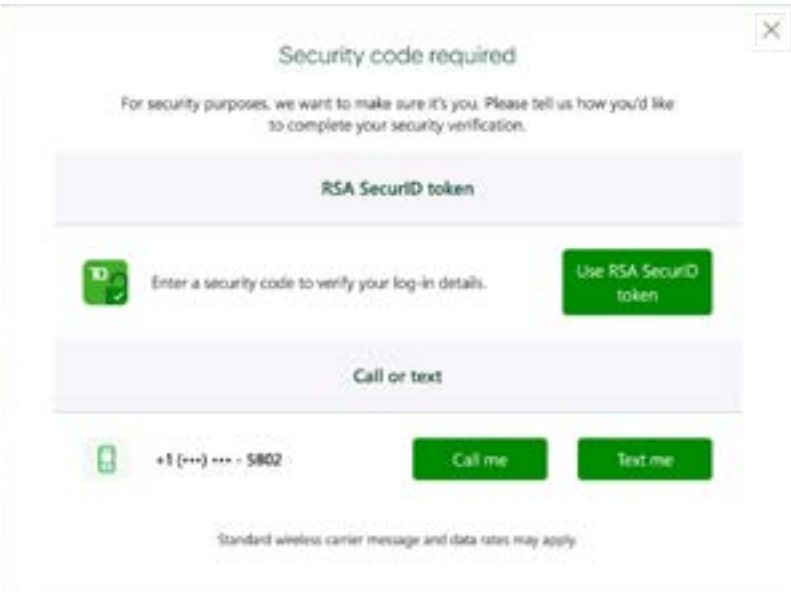 Security code required
For security purposes, we want to make sure it's you. Please tell us how you'd like
to complete your security verification.
RSA SecurID token
TD
Enter a security code to verify your log-in details.
Use RSA SecurID
token
Call or text
+1 (•••) ••• - 5802
Call me
Text me
Standard wireless carrier message and data rates may apply.